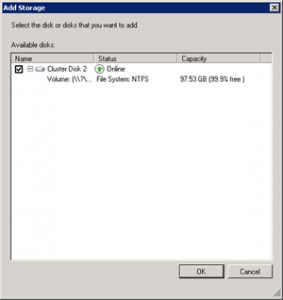 Add Storage
Select the disk or disks that you want to add.
Available disks:
Name Status Capacity
Cluster Disk 2 Online
Volume: (\\?\... File System: NTFS 97.53 GB (99.9% free )
OK Cancel